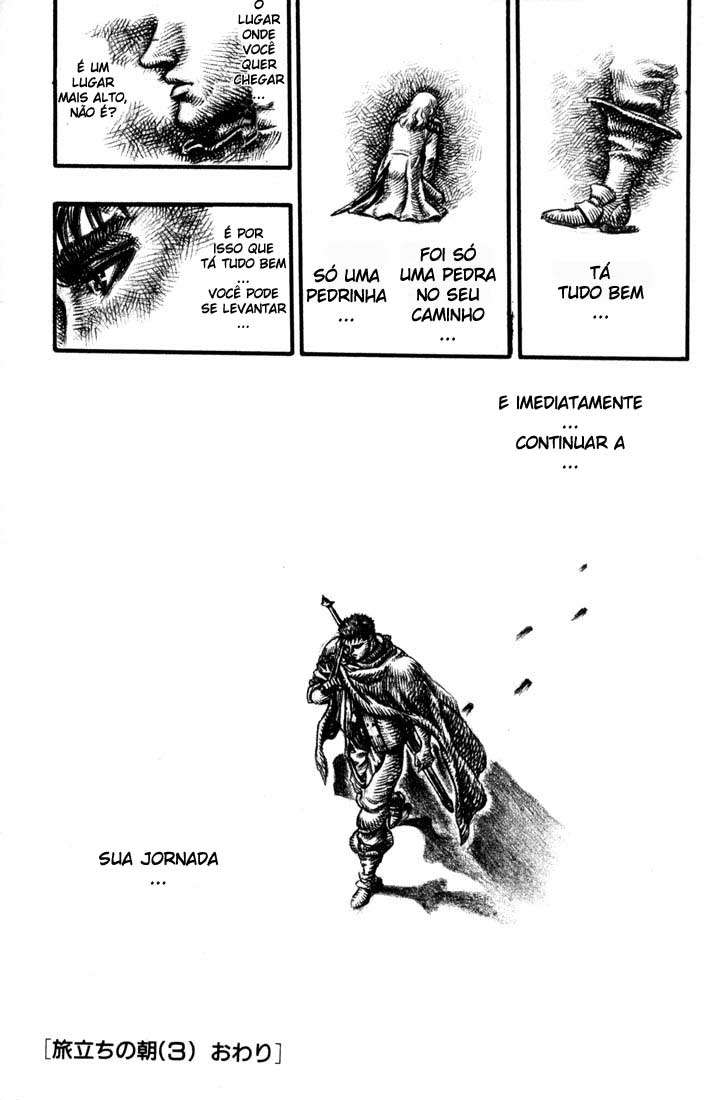 TÁ
TUDO BEM
...
FOI SÓ
UMA PEDRA
NO SEU
CAMINHO
...
SÓ UMA
PEDRINHA
...
O
LUGAR
ONDE
VOCÊ
QUER
CHEGAR
...
É UM
LUGAR
MAIS ALTO,
NÃO É?
É POR
ISSO QUE
TÁ TUDO BEM
...
VOCÊ PODE
SE LEVANTAR
...
E IMEDIATAMENTE
...
CONTINUAR A
...
SUA JORNADA
...
[旅立ちの朝(3) おわり]